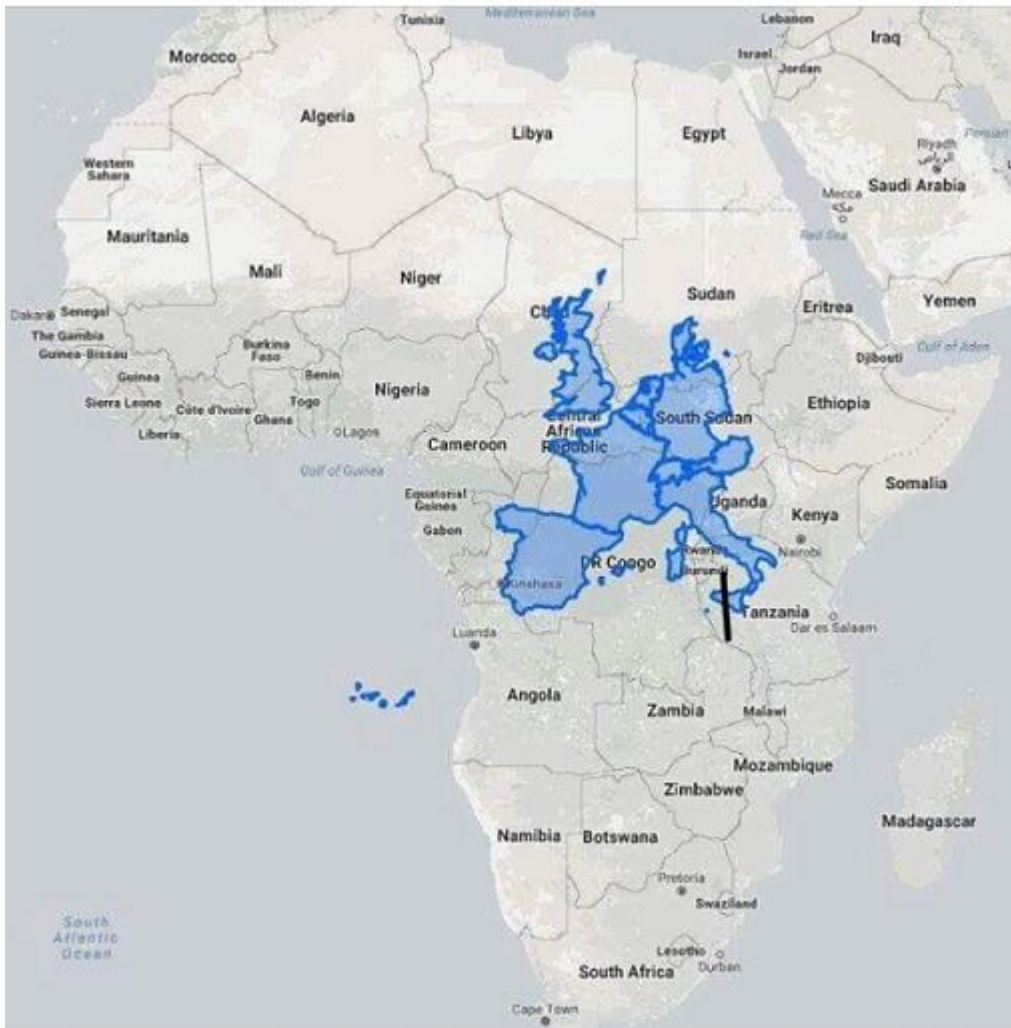 Mediterranean Sea
Tunisia
Lebanon
Iraq
Morocco
Israel
Jordan
Algeria
Libya
Egypt
Persian
Riyadh
الرياض
Western
Sahara
Saudi Arabia
Mecca
مكة
Mauritania
Red Sea
Mali
Niger
Sudan
Eritrea
Yemen
Dakar
Senegal
The Gambia
Guinea-Bissau
Burkina
Faso
Djibouti
Gulf of Aden
Guinea
Benin
Nigeria
Sierra Leone
Côte d'Ivoire
Togo
Ghana
Ethiopia
South Sudan
Liberia
Lagos
Cameroon
Central
African
Republic
Gulf of Guinea
Somalia
Equatorial
Guinea
Uganda
Kenya
Gabon
Nairobi
Rwanda
DR Congo
Burundi
Kinshasa
Tanzania
Dar es Salaam
Luanda
Angola
Zambia
Malawi
Mozambique
Zimbabwe
Madagascar
Namibia
Botswana
Pretoria
Swaziland
South
Atlantic
Ocean
Lesotho
Durban
South Africa
Cape Town